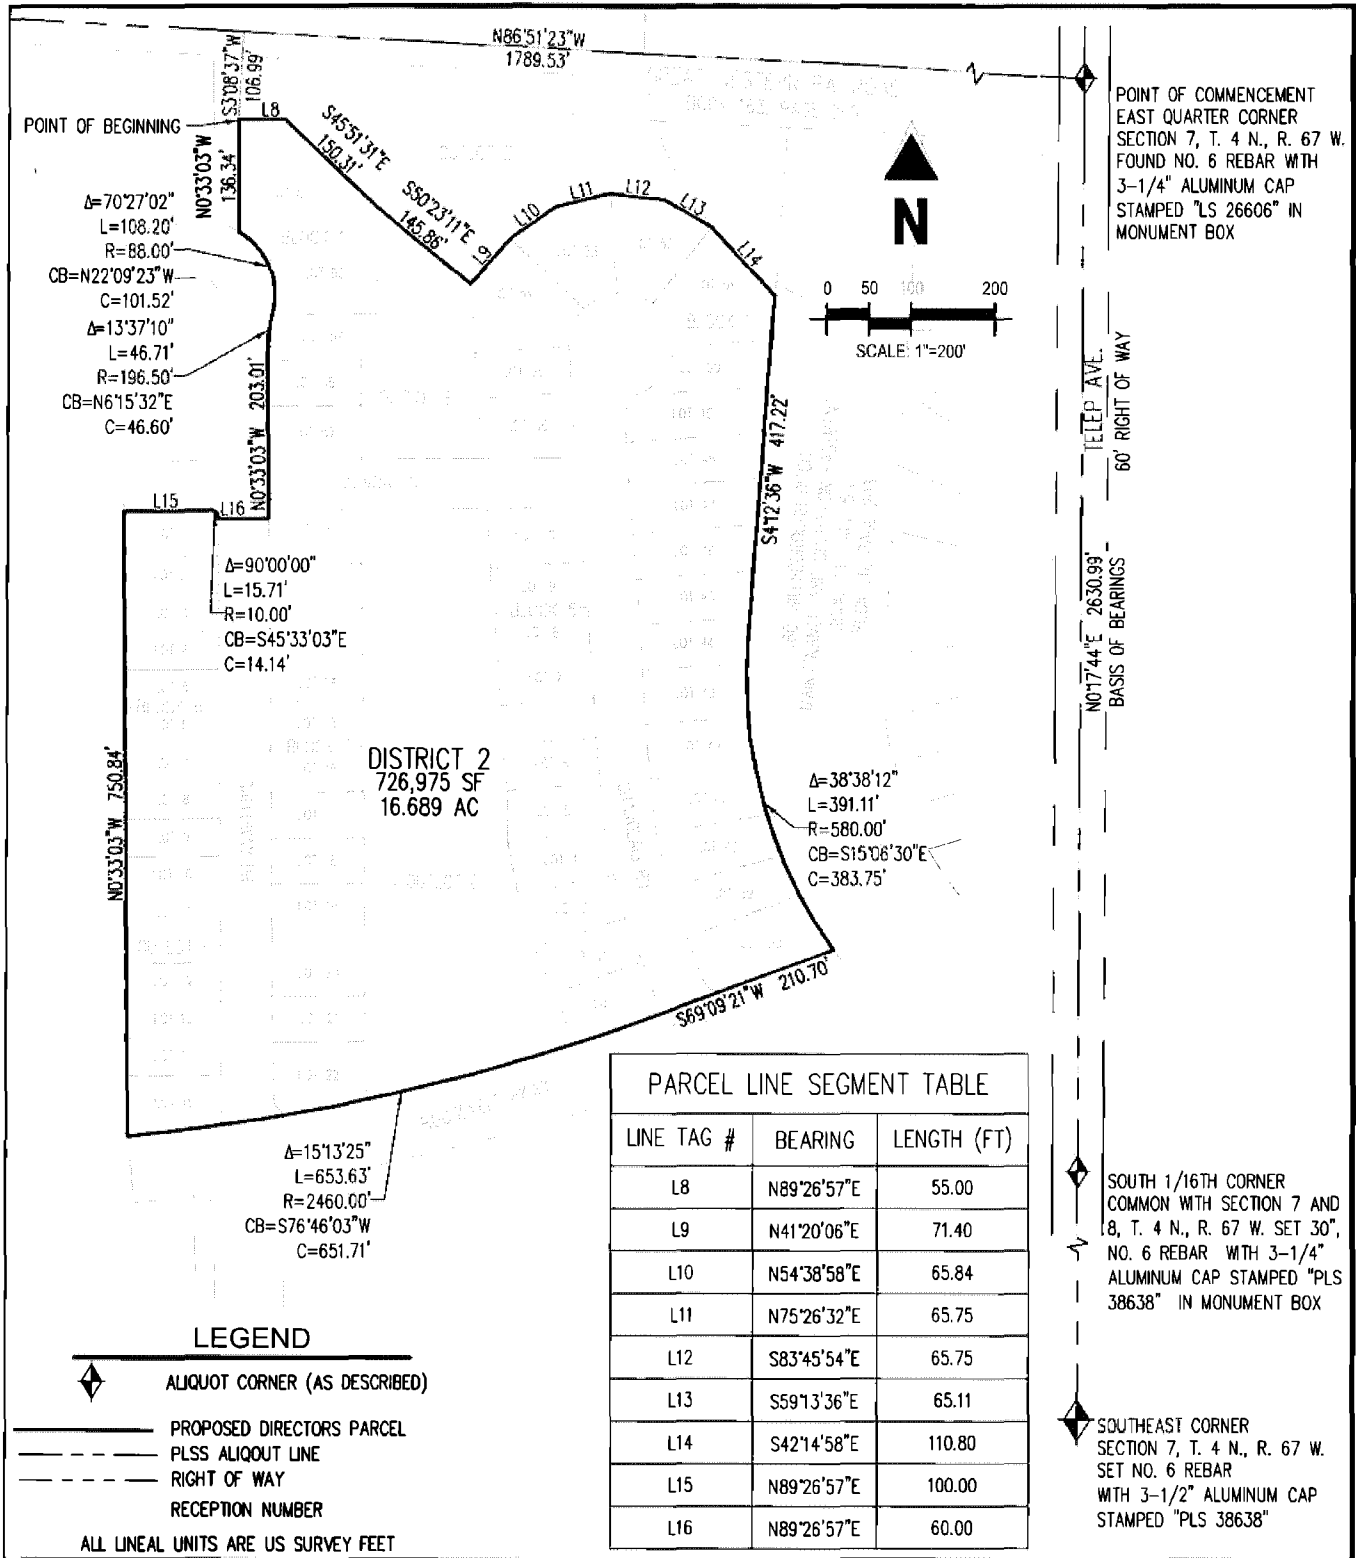 N86°51'23"W
1789.53'
S3°08'37"W
106.99'
L8
POINT OF BEGINNING
N0°33'03"W
136.34'
S45°51'31"E
150.31'
S50°23'11"E
145.86'
L9
L10
L11
L12
L13
L14
POINT OF COMMENCEMENT
EAST QUARTER CORNER
SECTION 7, T. 4 N., R. 67 W.
FOUND NO. 6 REBAR WITH
3-1/4" ALUMINUM CAP
STAMPED "LS 26606" IN
MONUMENT BOX
N
0 50 100 200
SCALE: 1"=200'
Δ=70°27'02"
L=108.20'
R=88.00'
CB=N22°09'23"W
C=101.52'
Δ=13°37'10"
L=46.71'
R=196.50'
CB=N6°15'32"E
C=46.60'
N0°33'03"W 203.01'
L15
L16
Δ=90°00'00"
L=15.71'
R=10.00'
CB=S45°33'03"E
C=14.14'
S4°12'36"W 417.22'
TELEP AVE.
60' RIGHT OF WAY
N0°17'44"E 2630.99'
BASIS OF BEARINGS
DISTRICT 2
726,975 SF
16.689 AC
N0°33'03"W 750.84'
Δ=38°38'12"
L=391.11'
R=580.00'
CB=S15°06'30"E
C=383.75'
S69°09'21"W 210.70'
Δ=15°13'25"
L=653.63'
R=2460.00'
CB=S76°46'03"W
C=651.71'
PARCEL LINE SEGMENT TABLE
LINE TAG # BEARING LENGTH (FT)
L8 N89°26'57"E 55.00
L9 N41°20'06"E 71.40
L10 N54°38'58"E 65.84
L11 N75°26'32"E 65.75
L12 S83°45'54"E 65.75
L13 S59°13'36"E 65.11
L14 S42°14'58"E 110.80
L15 N89°26'57"E 100.00
L16 N89°26'57"E 60.00
SOUTH 1/16TH CORNER
COMMON WITH SECTION 7 AND
8, T. 4 N., R. 67 W. SET 30",
NO. 6 REBAR WITH 3-1/4"
ALUMINUM CAP STAMPED "PLS
38638" IN MONUMENT BOX
SOUTHEAST CORNER
SECTION 7, T. 4 N., R. 67 W.
SET NO. 6 REBAR
WITH 3-1/2" ALUMINUM CAP
STAMPED "PLS 38638"
LEGEND
ALIQUOT CORNER (AS DESCRIBED)
PROPOSED DIRECTORS PARCEL
PLSS ALIQOUT LINE
RIGHT OF WAY
RECEPTION NUMBER
ALL LINEAL UNITS ARE US SURVEY FEET